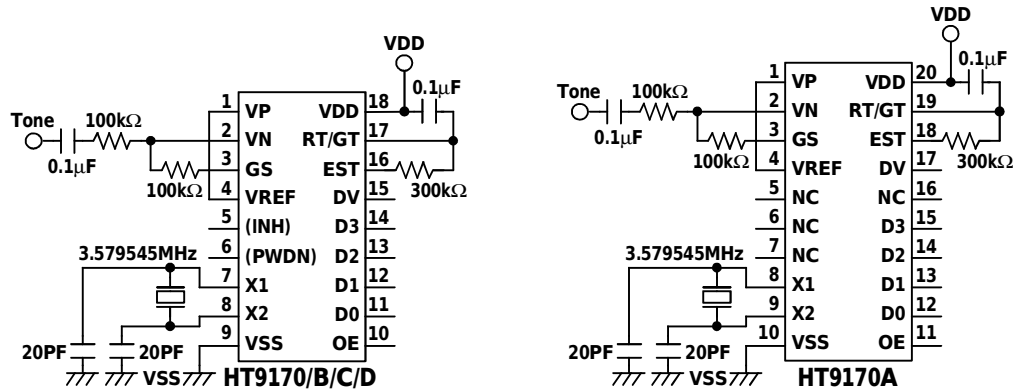 VDD
0.1μF
Tone
0.1μF
100kΩ
100kΩ
1 VP VDD 18
2 VN RT/GT 17
3 GS EST 16
300kΩ
4 VREF DV 15
5 (INH) D3 14
6 (PWDN) D2 13
3.579545MHz
7 X1 D1 12
8 X2 D0 11
9 VSS OE 10
20PF
20PF
VSS
HT9170/B/C/D
VDD
0.1μF
Tone
0.1μF
100kΩ
100kΩ
1 VP VDD 20
2 VN RT/GT 19
3 GS EST 18
300kΩ
4 VREF DV 17
5 NC NC 16
6 NC D3 15
7 NC D2 14
3.579545MHz
8 X1 D1 13
9 X2 D0 12
10 VSS OE 11
20PF
20PF
HT9170A